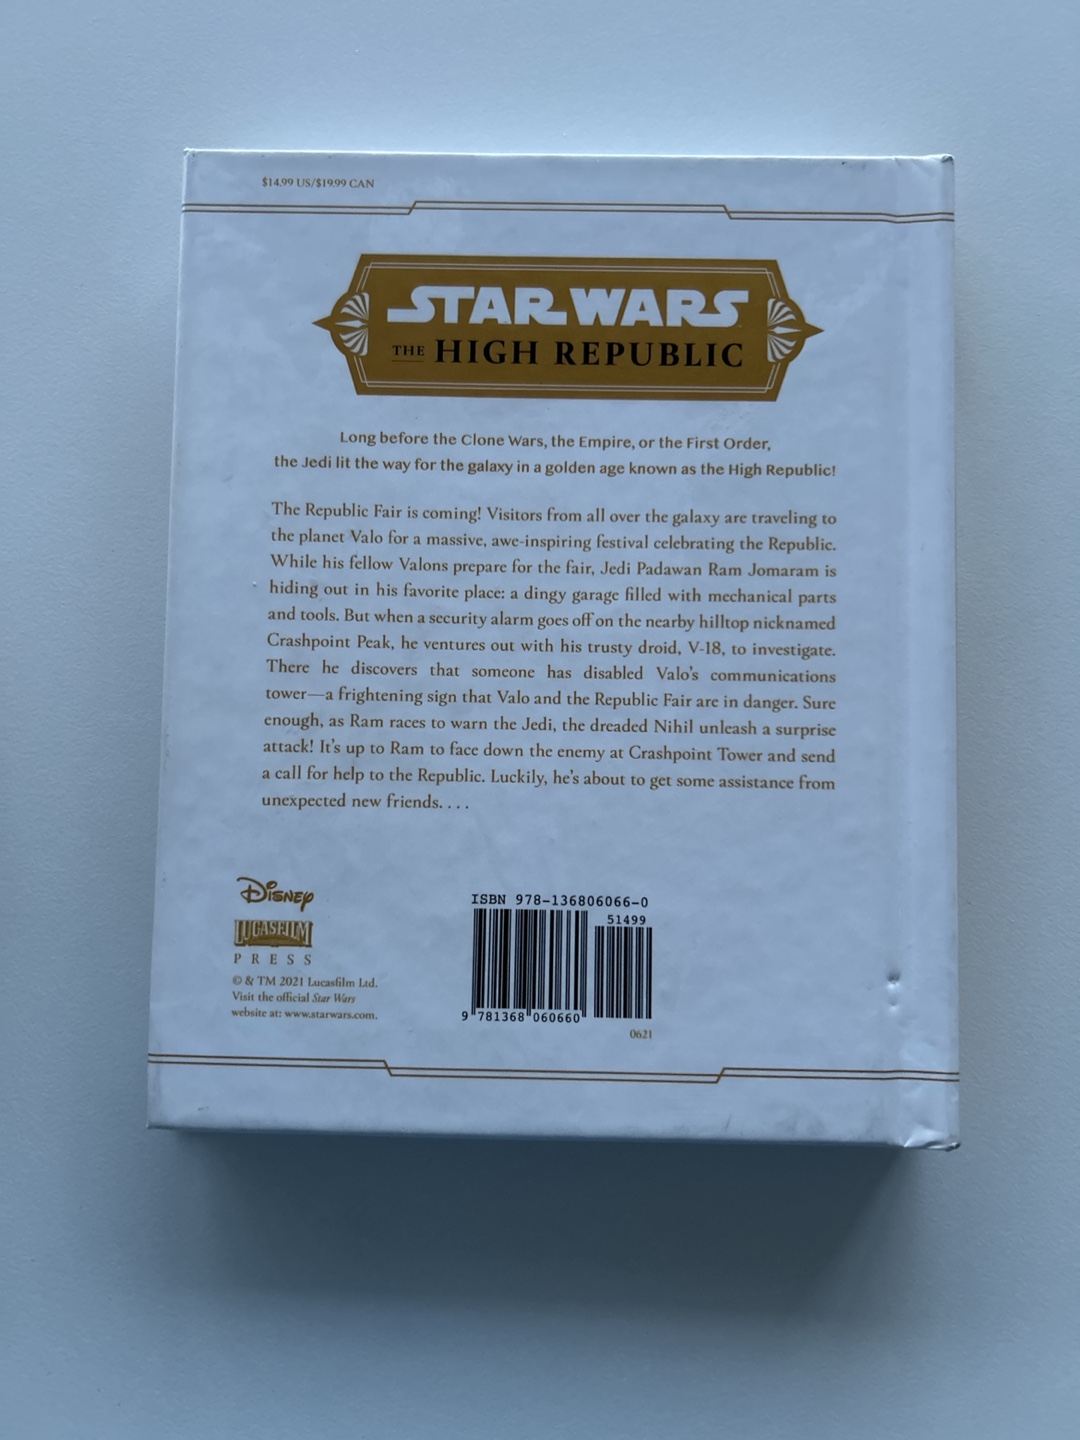 $14.99 US/$19.99 CAN
STAR WARS
THE HIGH REPUBLIC
Long before the Clone Wars, the Empire, or the First Order,
the Jedi lit the way for the galaxy in a golden age known as the High Republic!
The Republic Fair is coming! Visitors from all over the galaxy are traveling to
the planet Valo for a massive, awe-inspiring festival celebrating the Republic.
While his fellow Valons prepare for the fair, Jedi Padawan Ram Jomaram is
hiding out in his favorite place: a dingy garage filled with mechanical parts
and tools. But when a security alarm goes off on the nearby hilltop nicknamed
Crashpoint Peak, he ventures out with his trusty droid, V-18, to investigate.
There he discovers that someone has disabled Valo's communications
tower—a frightening sign that Valo and the Republic Fair are in danger. Sure
enough, as Ram races to warn the Jedi, the dreaded Nihil unleash a surprise
attack! It's up to Ram to face down the enemy at Crashpoint Tower and send
a call for help to the Republic. Luckily, he's about to get some assistance from
unexpected new friends. . . .
Disney
LUCASFILM
PRESS
© & TM 2021 Lucasfilm Ltd.
Visit the official Star Wars
website at: www.starwars.com.
ISBN 978-136806066-0
51499
9 781368 060660
0621